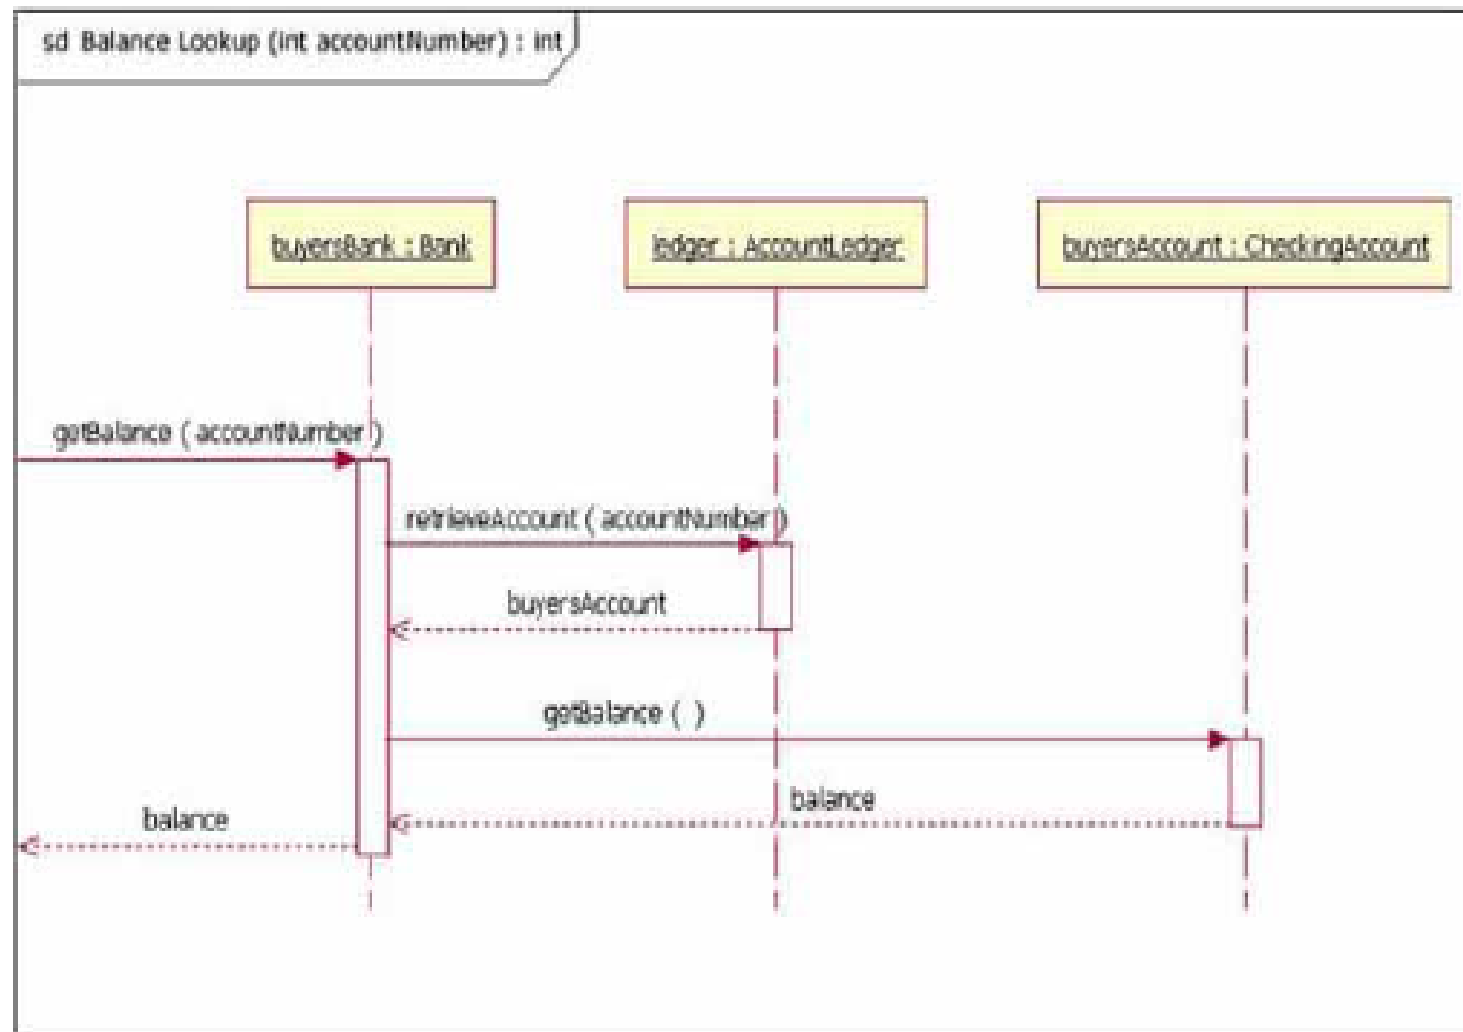 sd Balance Lookup (int accountNumber) : int
buyersBank : Bank
ledger : AccountLedger
buyersAccount : CheckingAccount
getBalance ( accountNumber )
retrieveAccount ( accountNumber )
buyersAccount
getBalance ( )
balance
balance